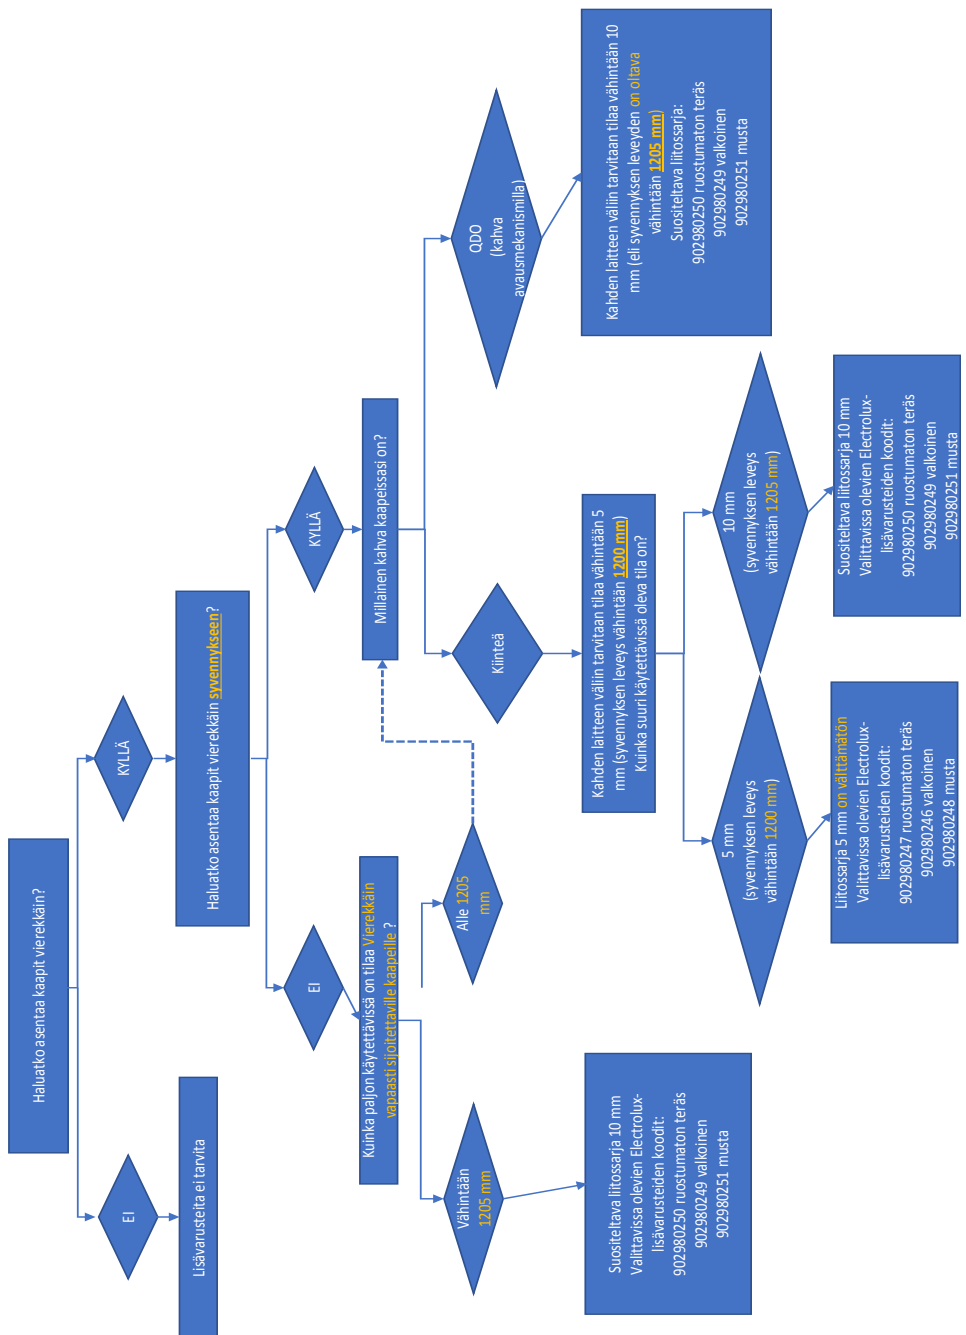 Haluatko asentaa kaapit vierekkäin?
EI
KYLLÄ
Lisävarusteita ei tarvita
Haluatko asentaa kaapit vierekkäin syvennykseen?
EI
KYLLÄ
Kuinka paljon käytettävissä on tilaa Vierekkäin
vapaasti sijoitettaville kaapeille ?
Millainen kahva kaapeissasi on?
Vähintään
1205 mm
Alle 1205
mm
Kiinteä
QDO
(kahva
avausmekanismilla)
Suositeltava liitossarja 10 mm
Valittavissa olevien Electrolux-
lisävarusteiden koodit:
902980250 ruostumaton teräs
902980249 valkoinen
902980251 musta
Kahden laitteen väliin tarvitaan tilaa vähintään 5
mm (syvennyksen leveys vähintään 1200 mm)
Kuinka suuri käytettävissä oleva tila on?
Kahden laitteen väliin tarvitaan tilaa vähintään 10
mm (eli syvennyksen leveyden on oltava
vähintään 1205 mm)
Suositeltava liitossarja:
902980250 ruostumaton teräs
902980249 valkoinen
902980251 musta
5 mm
(syvennyksen leveys
vähintään 1200 mm)
10 mm
(syvennyksen leveys
vähintään 1205 mm)
Liitossarja 5 mm on välttämätön
Valittavissa olevien Electrolux-
lisävarusteiden koodit:
902980247 ruostumaton teräs
902980246 valkoinen
902980248 musta
Suositeltava liitossarja 10 mm
Valittavissa olevien Electrolux-
lisävarusteiden koodit:
902980250 ruostumaton teräs
902980249 valkoinen
902980251 musta